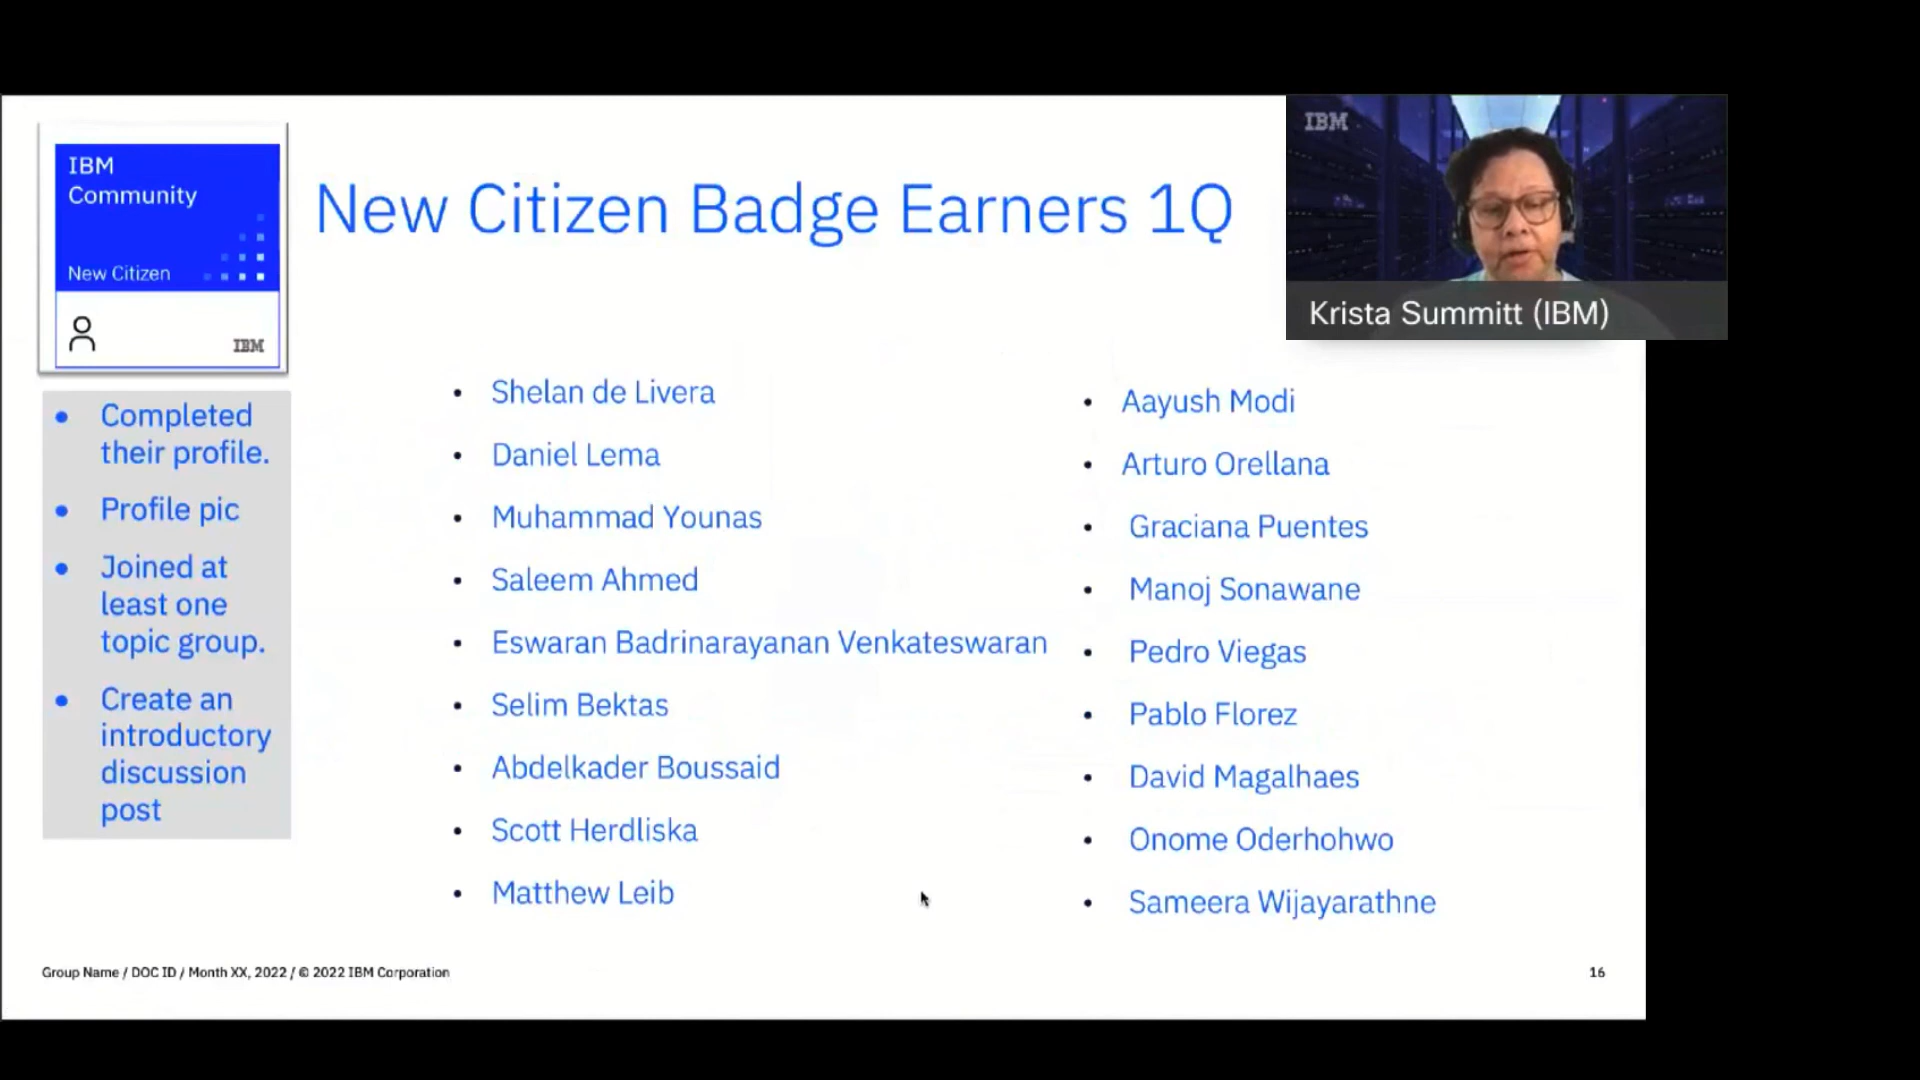 IBM
Community
New Citizen
IBM
New Citizen Badge Earners 1Q
IBM
Krista Summitt (IBM)
• Completed
their profile.
• Profile pic
• Joined at
least one
topic group.
• Create an
introductory
discussion
post
• Shelan de Livera
• Daniel Lema
• Muhammad Younas
• Saleem Ahmed
• Eswaran Badrinarayanan Venkateswaran
• Selim Bektas
• Abdelkader Boussaid
• Scott Herdliska
• Matthew Leib
• Aayush Modi
• Arturo Orellana
• Graciana Puentes
• Manoj Sonawane
• Pedro Viegas
• Pablo Florez
• David Magalhaes
• Onome Oderhohwo
• Sameera Wijayarathne
Group Name / DOC ID / Month XX, 2022 / © 2022 IBM Corporation
16